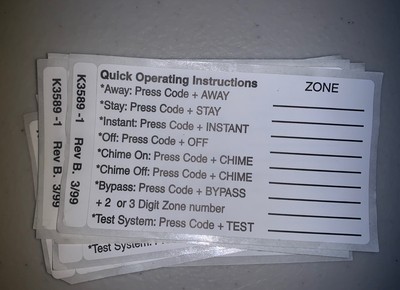 Quick Operating Instructions
ZONE
*Away: Press Code + AWAY
*Stay: Press Code + STAY
*Instant: Press Code + INSTANT
*Off: Press Code + OFF
*Chime On: Press Code + CHIME
*Chime Off: Press Code + CHIME
*Bypass: Press Code + BYPASS
+ 2 or 3 Digit Zone number
*Test System: Press Code + TEST
K3589 -1 Rev B. 3/99
K3589 -1 Rev B. 3/99
*Test System: Press Code + TEST